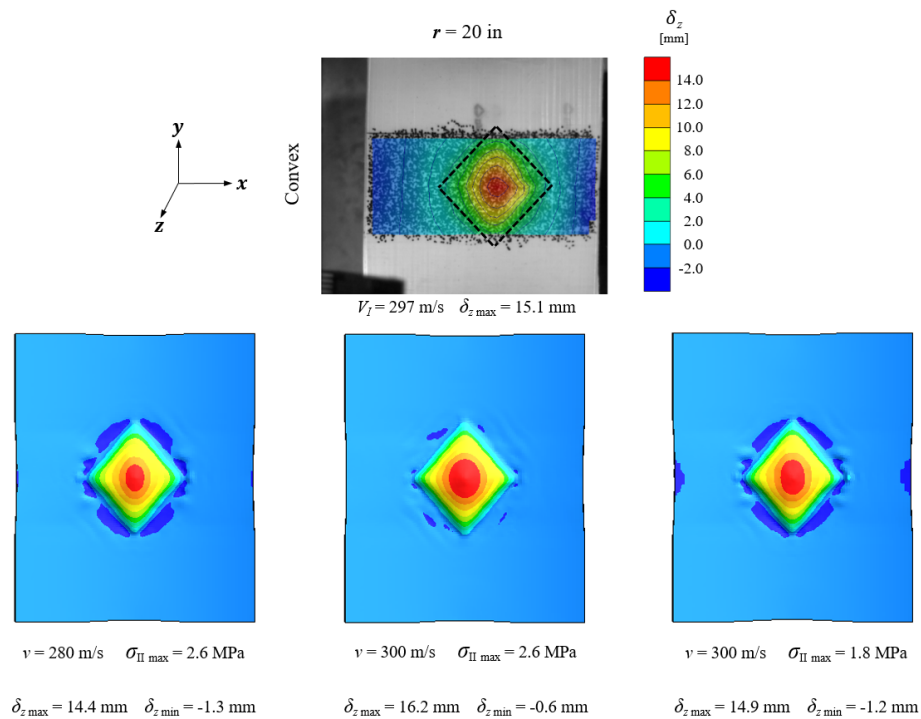 r = 20 in
δz
[mm]
14.0
12.0
10.0
8.0
6.0
4.0
2.0
0.0
-2.0
y
x
z
Convex
VI = 297 m/s δz max = 15.1 mm
v = 280 m/s σII max = 2.6 MPa
v = 300 m/s σII max = 2.6 MPa
v = 300 m/s σII max = 1.8 MPa
δz max = 14.4 mm δz min = -1.3 mm
δz max = 16.2 mm δz min = -0.6 mm
δz max = 14.9 mm δz min = -1.2 mm